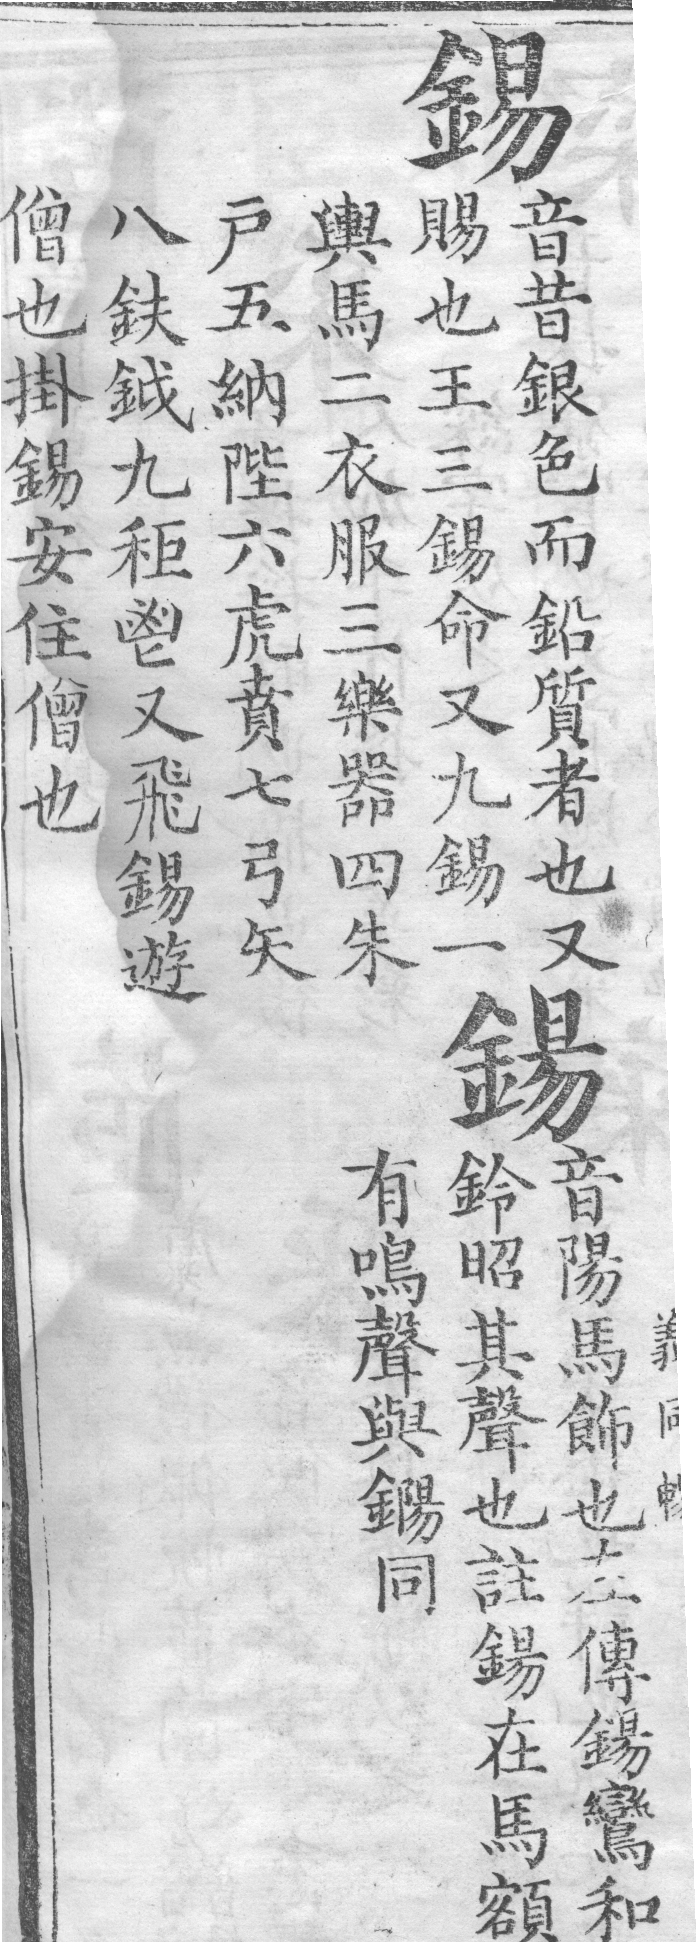 義同暢
錫
音昔銀色而鉛質者也又
賜也王三錫命又九錫一
輿馬二衣服三樂器四朱
戶五納陛六虎賁七弓矢
八鈇鉞九秬鬯又飛錫遊
僧也掛錫安住僧也
鍚
音陽馬飾也左傳鍚鸞和
鈴昭其聲也註鍚在馬額
有鳴聲與鐊同